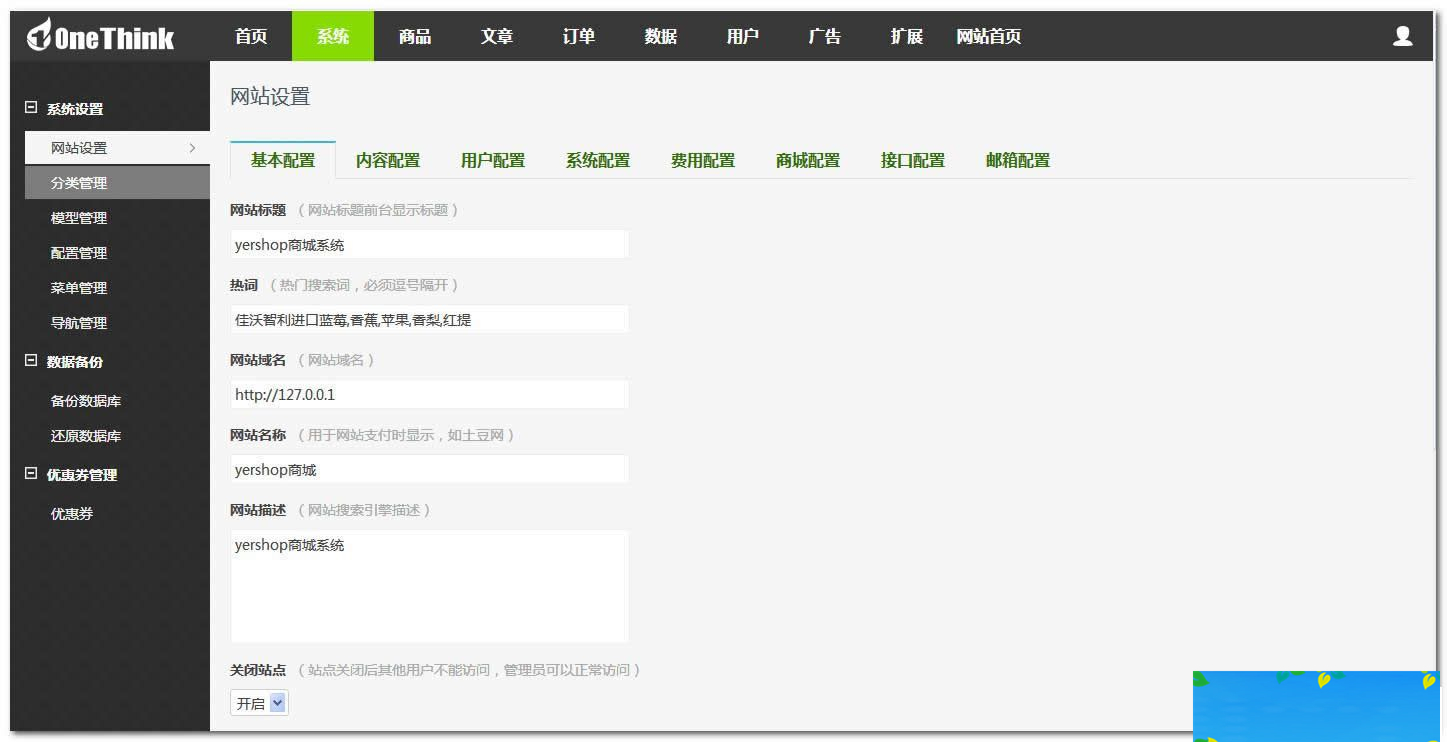 OneThink 首页 系统 商品 文章 订单 数据 用户 广告 扩展 网站首页
系统设置
网站设置
分类管理
模型管理
配置管理
菜单管理
导航管理
数据备份
备份数据库
还原数据库
优惠券管理
优惠券
网站设置
基本配置 内容配置 用户配置 系统配置 费用配置 商城配置 接口配置 邮箱配置
网站标题 （网站标题前台显示标题）
yershop商城系统
热词 （热门搜索词，必须逗号隔开）
佳沃智利进口蓝莓,香蕉,苹果,香梨,红提
网站域名 （网站域名）
http://127.0.0.1
网站名称 （用于网站支付时显示，如土豆网）
yershop商城
网站描述 （网站搜索引擎描述）
yershop商城系统
关闭站点 （站点关闭后其他用户不能访问，管理员可以正常访问）
开启